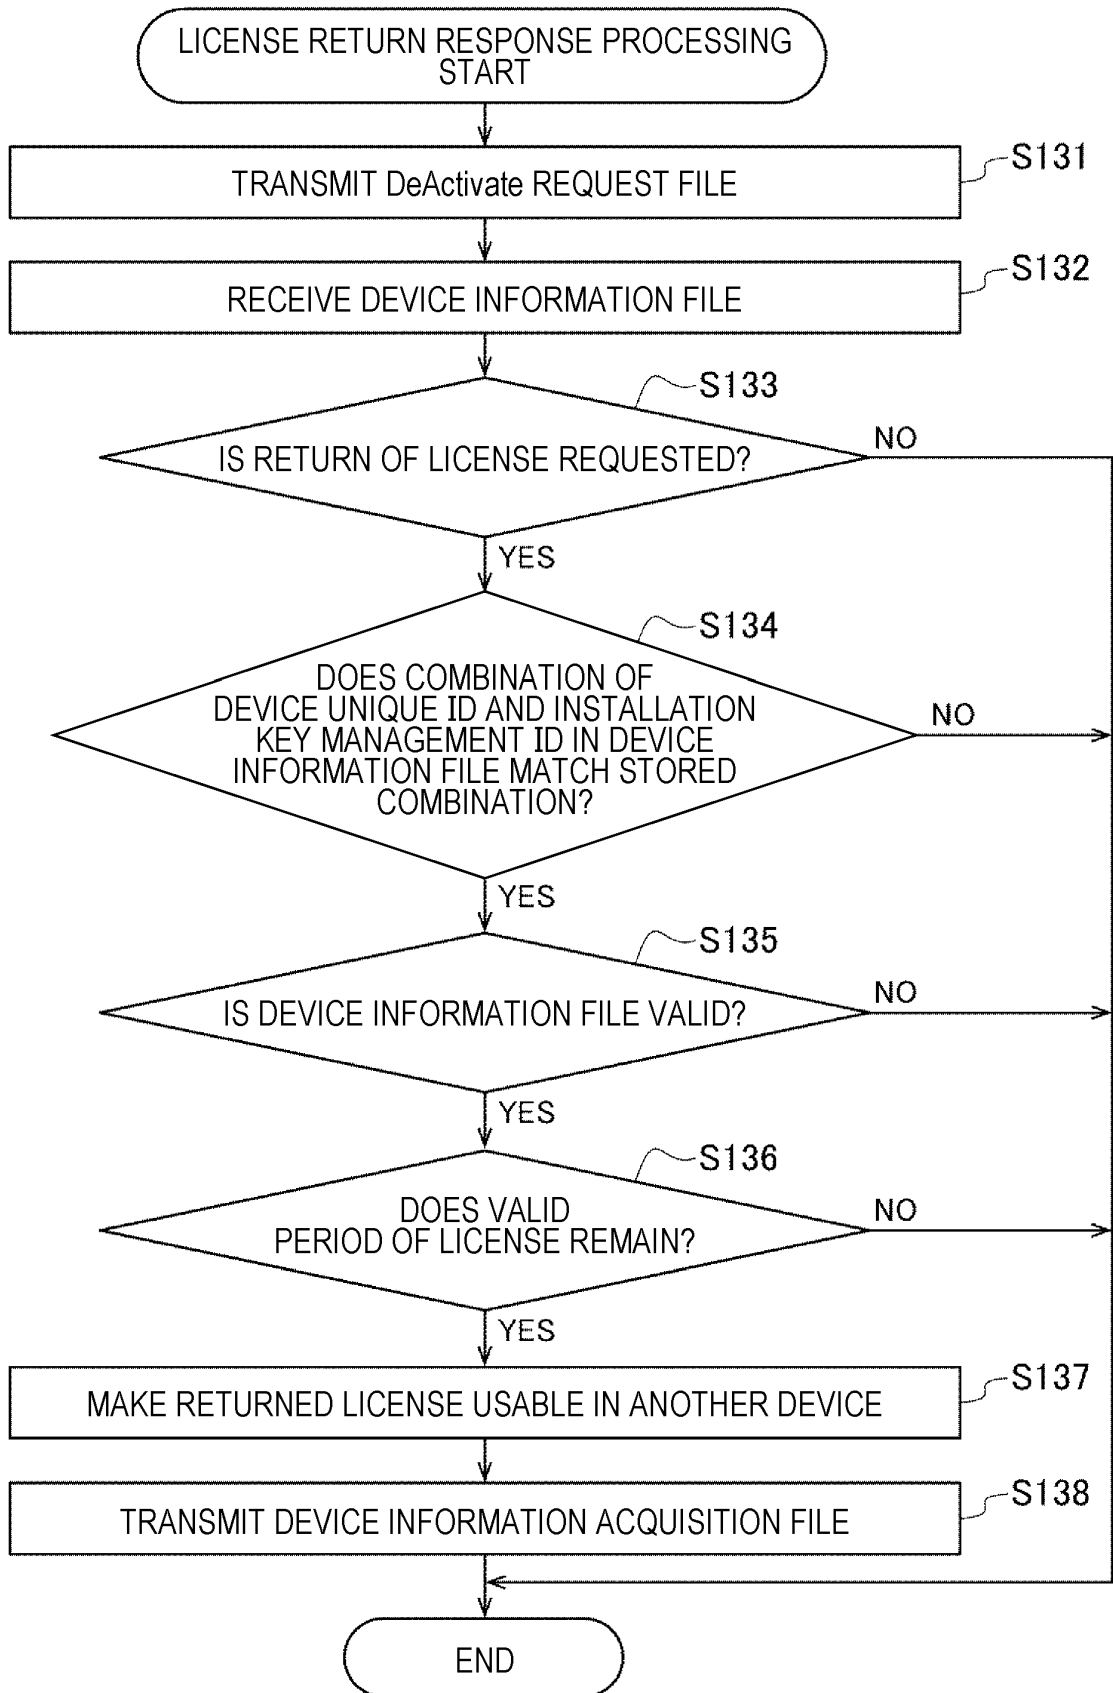 LICENSE RETURN RESPONSE PROCESSING
START
S131
TRANSMIT DeActivate REQUEST FILE
S132
RECEIVE DEVICE INFORMATION FILE
S133
NO
IS RETURN OF LICENSE REQUESTED?
YES
S134
DOES COMBINATION OF
DEVICE UNIQUE ID AND INSTALLATION
NO
KEY MANAGEMENT ID IN DEVICE
INFORMATION FILE MATCH STORED
COMBINATION?
YES
S135
NO
IS DEVICE INFORMATION FILE VALID?
YES
S136
NO
DOES VALID
PERIOD OF LICENSE REMAIN?
YES
S137
MAKE RETURNED LICENSE USABLE IN ANOTHER DEVICE
S138
TRANSMIT DEVICE INFORMATION ACQUISITION FILE
END